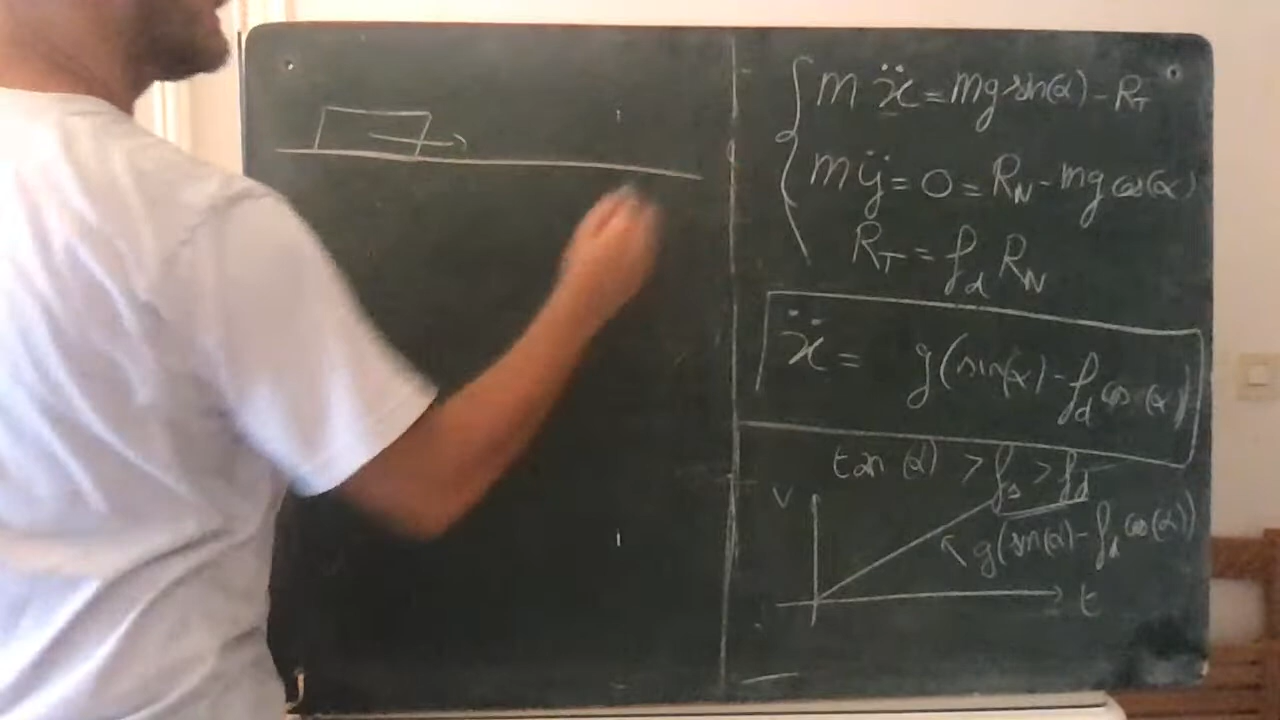 m ẍ = mg sin(α) - R_T
m ÿ = 0 = R_N - mg cos(α)
R_T = f_d R_N
ẍ = g(sin(α) - f_d cos(α))
tan(α) > f_s > f_d
v
g(sin(α) - f_d cos(α))
t